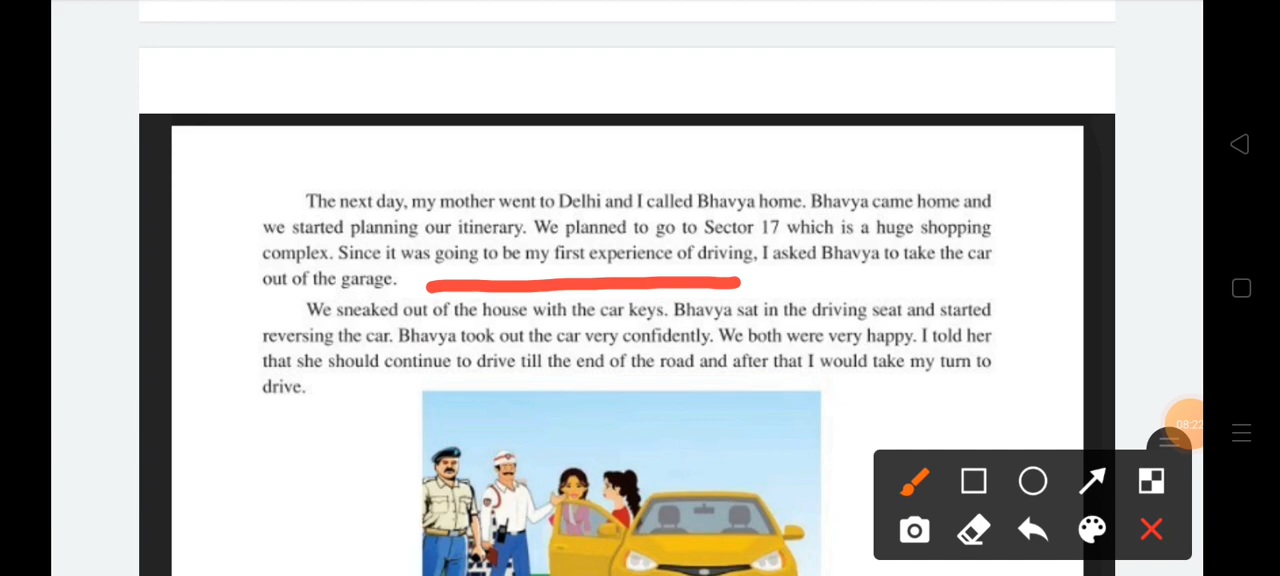 The next day, my mother went to Delhi and I called Bhavya home. Bhavya came home and
we started planning our itinerary. We planned to go to Sector 17 which is a huge shopping
complex. Since it was going to be my first experience of driving, I asked Bhavya to take the car
out of the garage.
We sneaked out of the house with the car keys. Bhavya sat in the driving seat and started
reversing the car. Bhavya took out the car very confidently. We both were very happy. I told her
that she should continue to drive till the end of the road and after that I would take my turn to
drive.
08:22